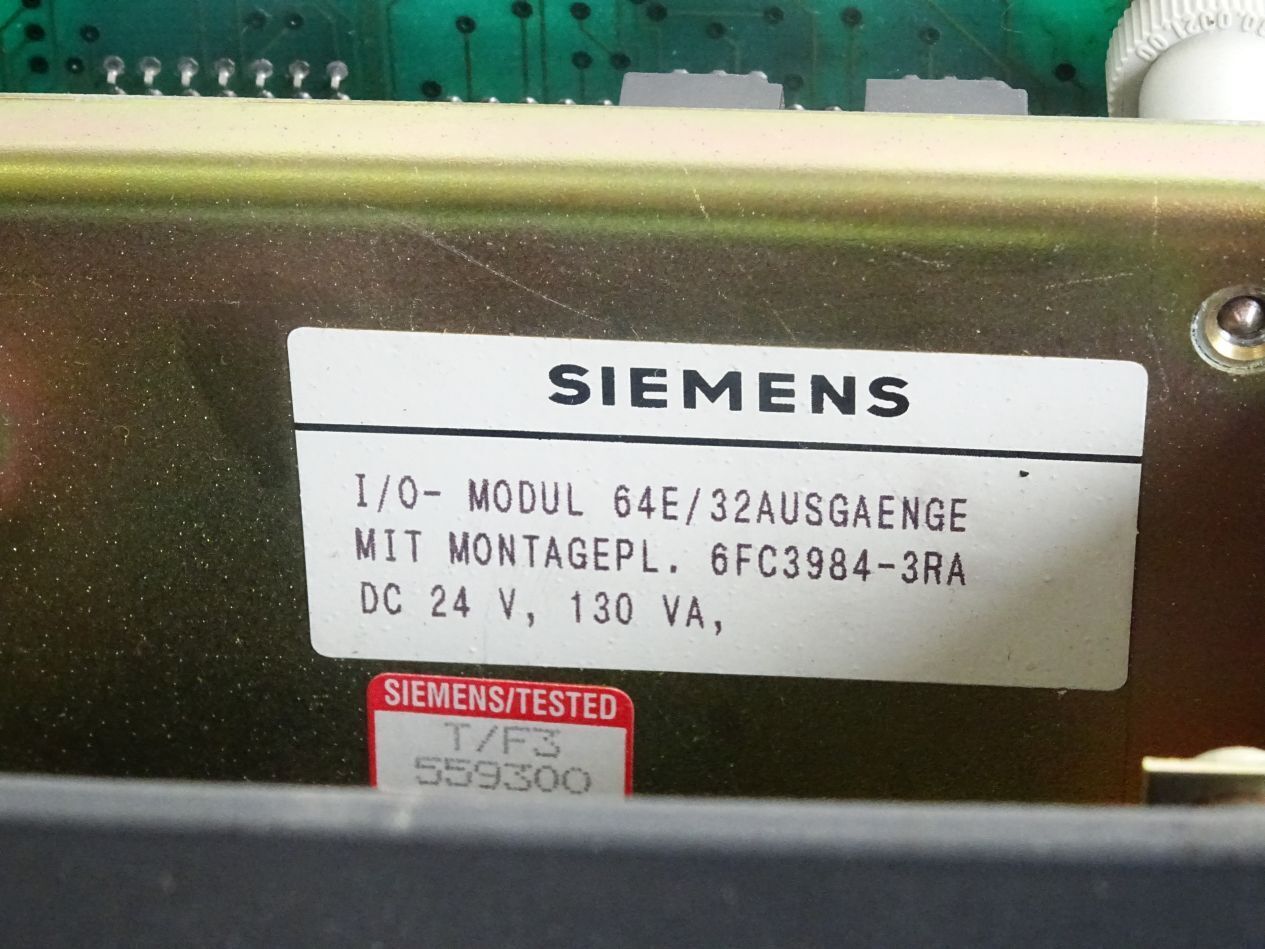 SIEMENS
I/O- MODUL 64E/32AUSGAENGE
MIT MONTAGEPL. 6FC3984-3RA
DC 24 V, 130 VA,
SIEMENS/TESTED
T/F3
559300